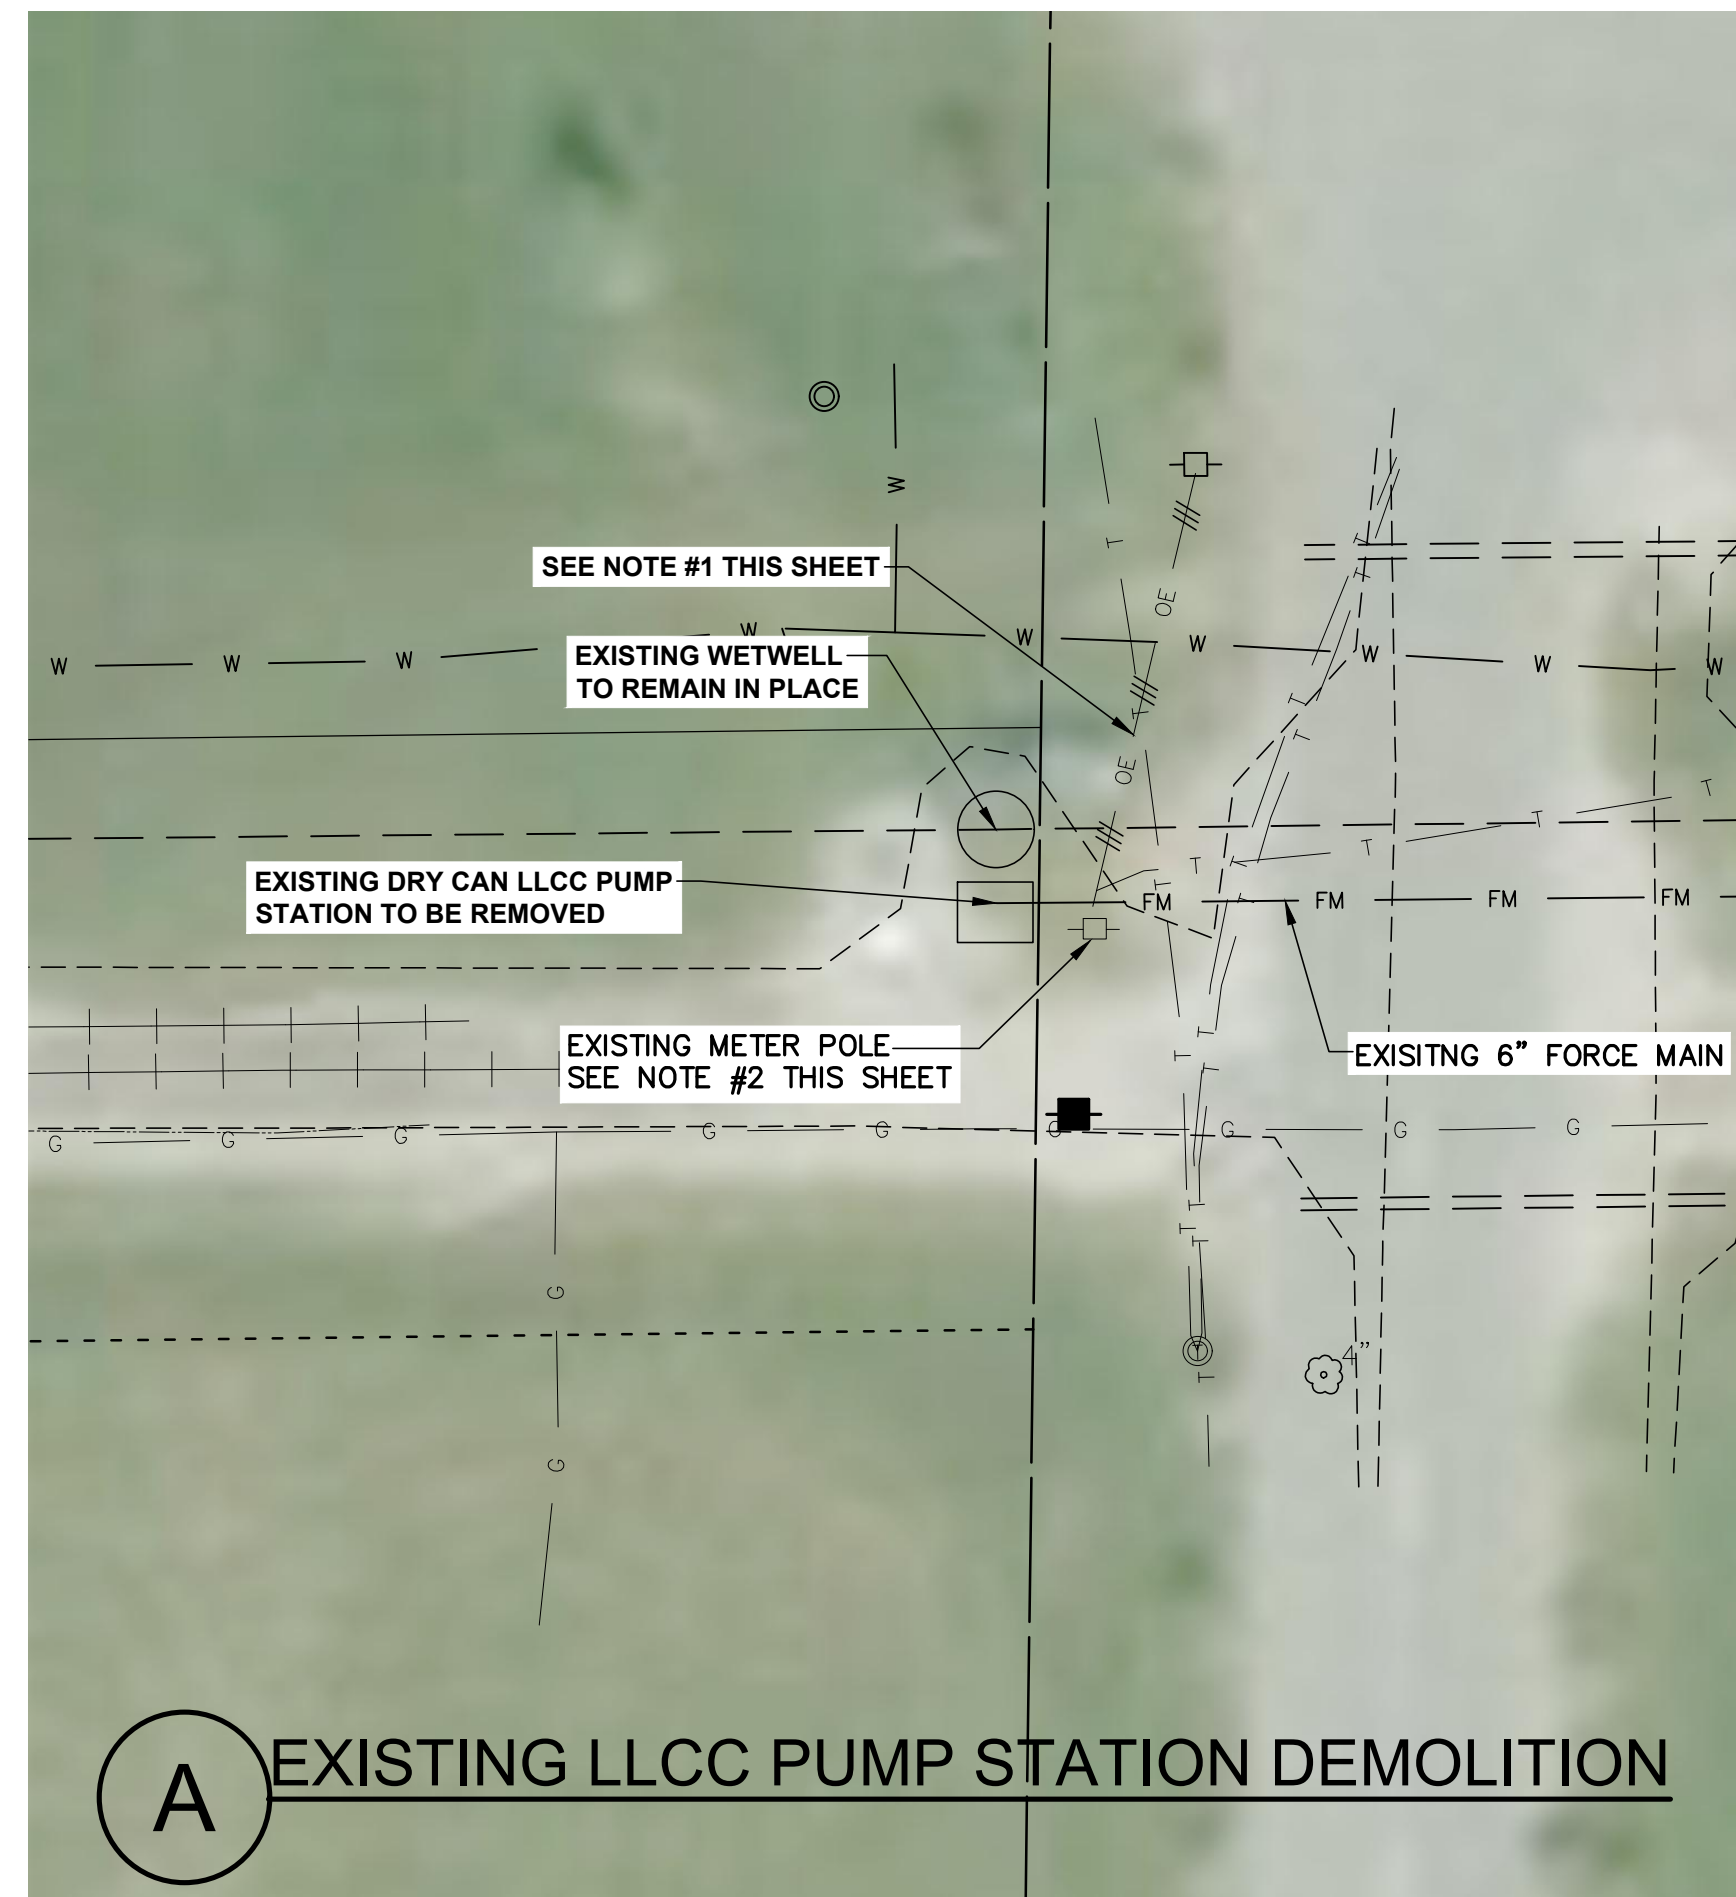 W
SEE NOTE #1 THIS SHEET
T
OE
T
T
W W W W W W W W W W
EXISTING WETWELL
TO REMAIN IN PLACE
T
T
T
OE
T
T
T
T
T
T
EXISTING DRY CAN LLCC PUMP
STATION TO BE REMOVED
T
T
FM FM FM FM
EXISTING METER POLE
SEE NOTE #2 THIS SHEET
EXISITNG 6” FORCE MAIN
T
T
T
G G G G G G G G G
T
T
T
G
4”
T
T
G
A
EXISTING LLCC PUMP STATION DEMOLITION